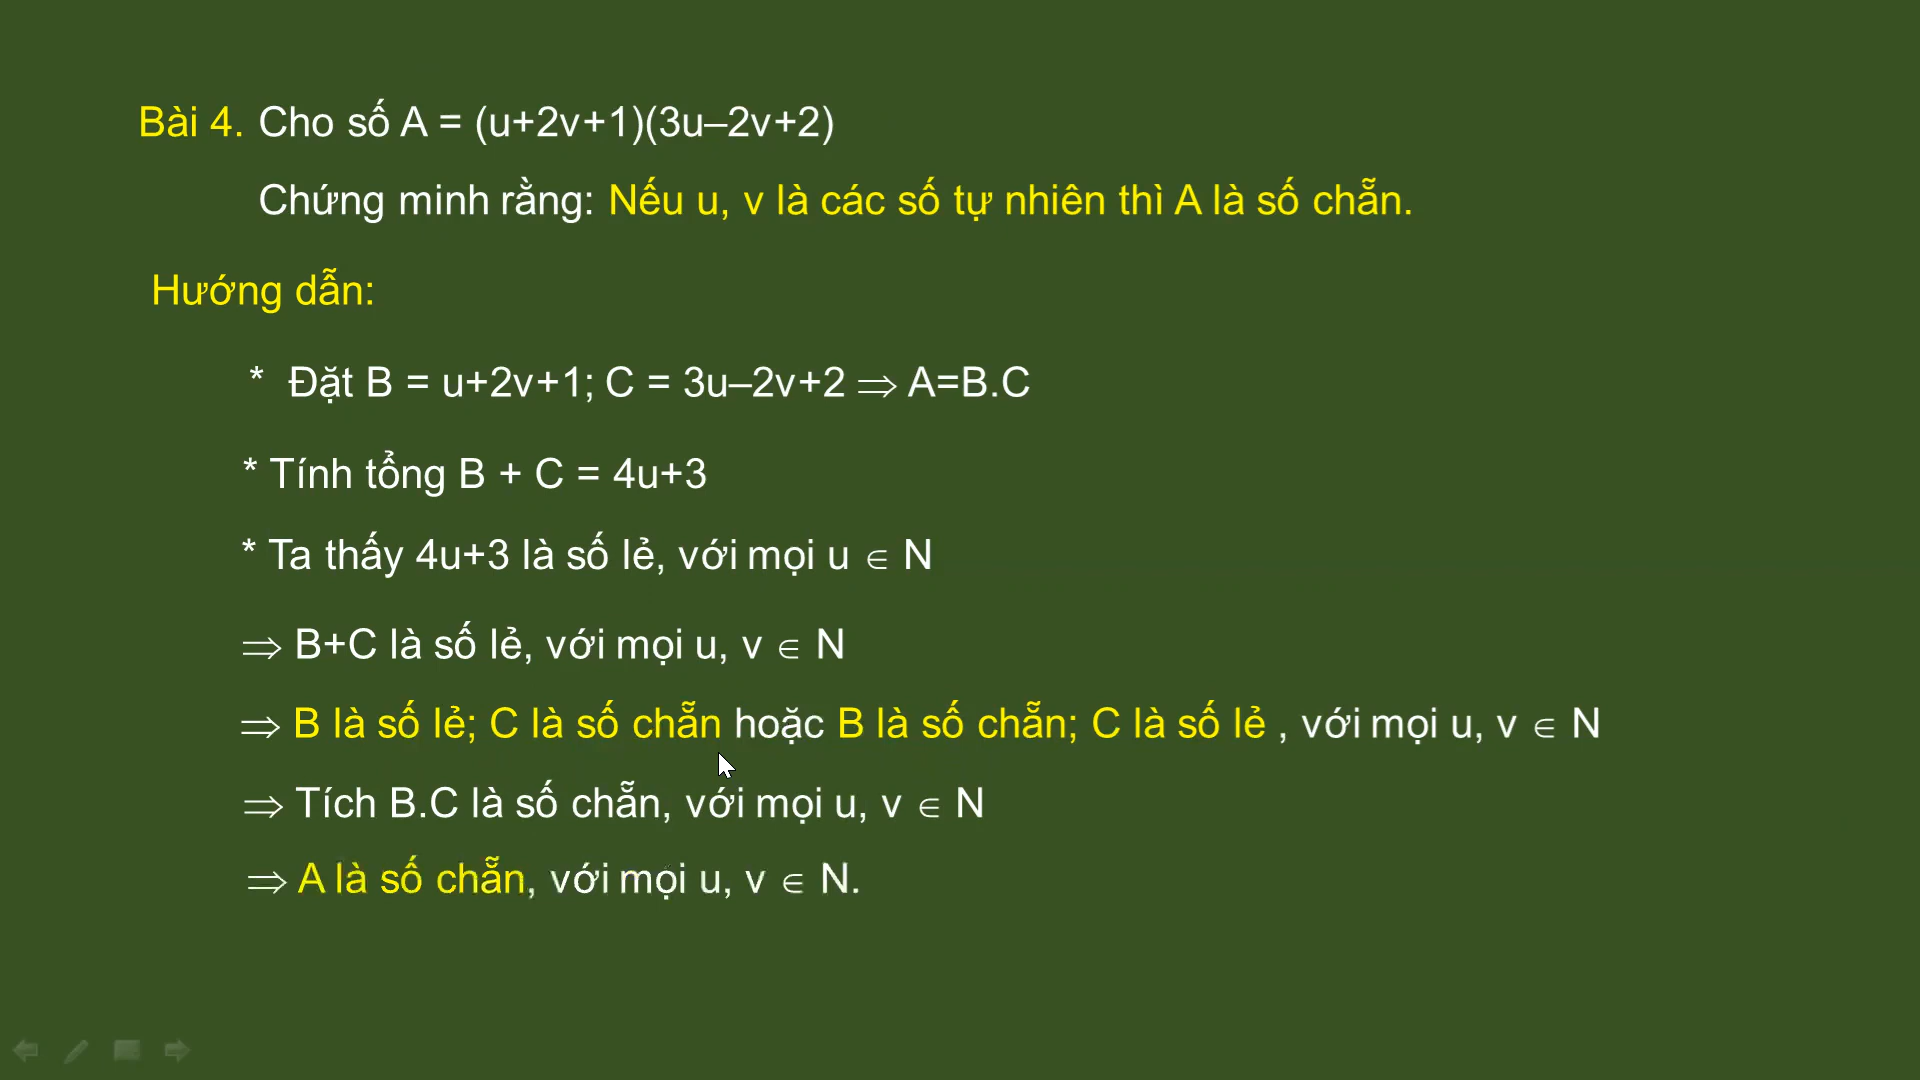 Bài 4. Cho số A = (u+2v+1)(3u–2v+2)
Chứng minh rằng: Nếu u, v là các số tự nhiên thì A là số chẵn.
Hướng dẫn:
* Đặt B = u+2v+1; C = 3u–2v+2 ⇒ A=B.C
* Tính tổng B + C = 4u+3
* Ta thấy 4u+3 là số lẻ, với mọi u ∈ N
⇒ B+C là số lẻ, với mọi u, v ∈ N
⇒ B là số lẻ; C là số chẵn hoặc B là số chẵn; C là số lẻ , với mọi u, v ∈ N
⇒ Tích B.C là số chẵn, với mọi u, v ∈ N
⇒ A là số chẵn, với mọi u, v ∈ N.